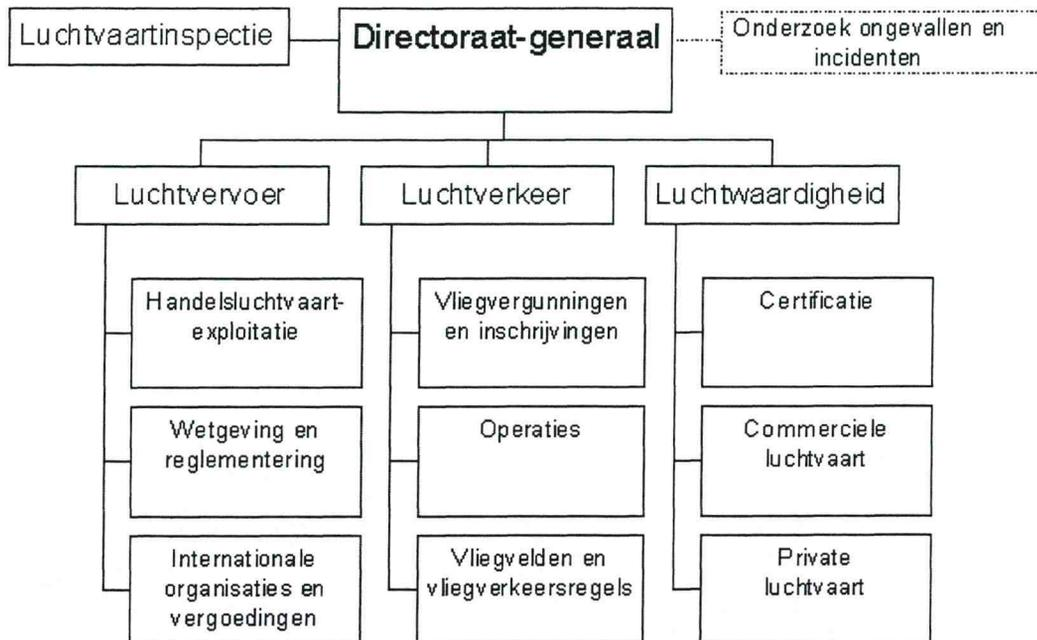 Luchtvaartinspectie
Directoraat-generaal
Onderzoek ongevallen en
incidenten
Luchtvervoer
Luchtverkeer
Luchtwaardigheid
Handelsluchtvaart-
exploitatie
Vliegvergunningen
en inschrijvingen
Certificatie
Wetgeving en
reglementering
Operaties
Commerciele
luchtvaart
Internationale
organisaties en
vergoedingen
Vliegvelden en
vliegverkeersregels
Private
luchtvaart